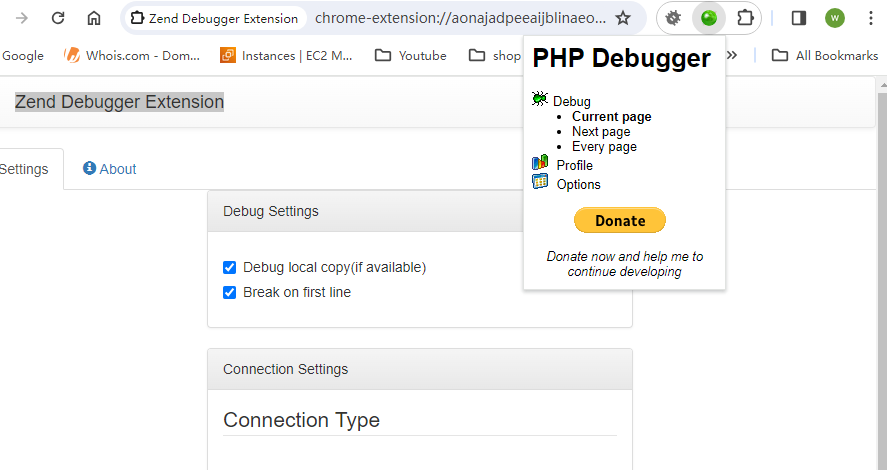 Zend Debugger Extension
chrome-extension://aonajadpeeaijblinaeo...
W
Google
Whois.com - Dom...
Instances | EC2 M...
Youtube
shop
»
All Bookmarks
PHP Debugger
Debug
• Current page
• Next page
• Every page
Profile
Options
Donate
Donate now and help me to
continue developing
Zend Debugger Extension
Settings
About
Debug Settings
Debug local copy(if available)
Break on first line
Connection Settings
Connection Type